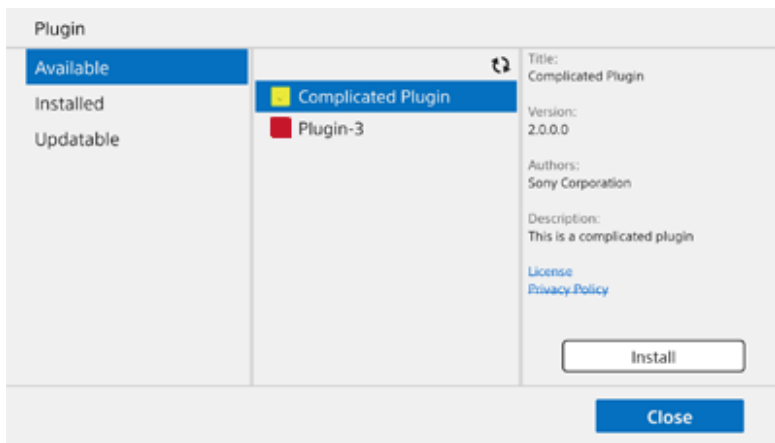 Plugin
Available
Installed
Updatable
Complicated Plugin
Plugin-3
Title:
Complicated Plugin
Version:
2.0.0.0
Authors:
Sony Corporation
Description:
This is a complicated plugin
License
Privacy Policy
Install
Close